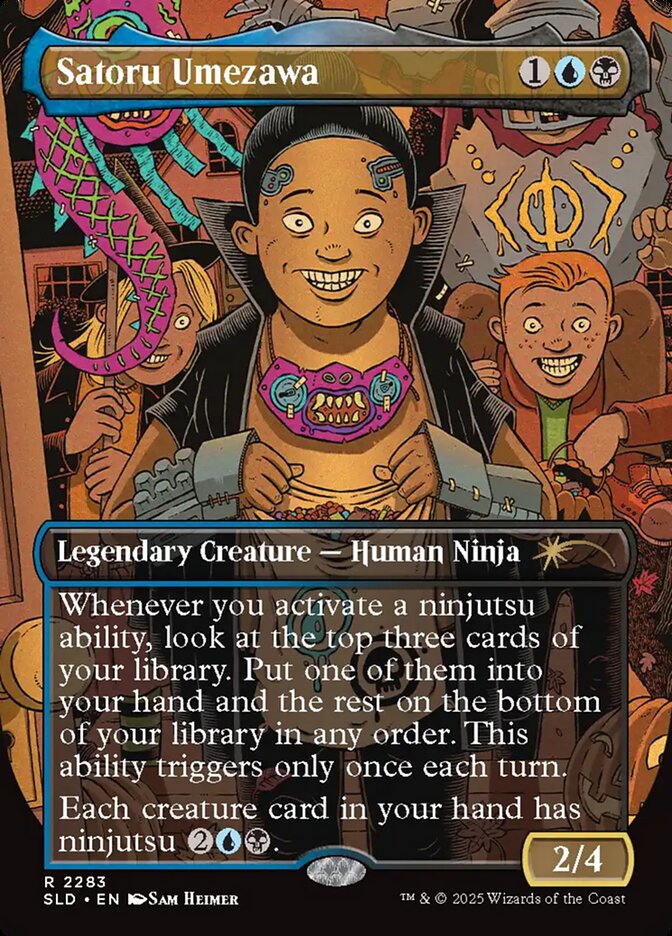 Satoru Umezawa 1
Legendary Creature — Human Ninja
Whenever you activate a ninjutsu
ability, look at the top three cards of
your library. Put one of them into
your hand and the rest on the bottom
of your library in any order. This
ability triggers only once each turn.
Each creature card in your hand has
ninjutsu 2.
2/4
R 2283
SLD • EN Sam Heimer
™ & © 2025 Wizards of the Coast